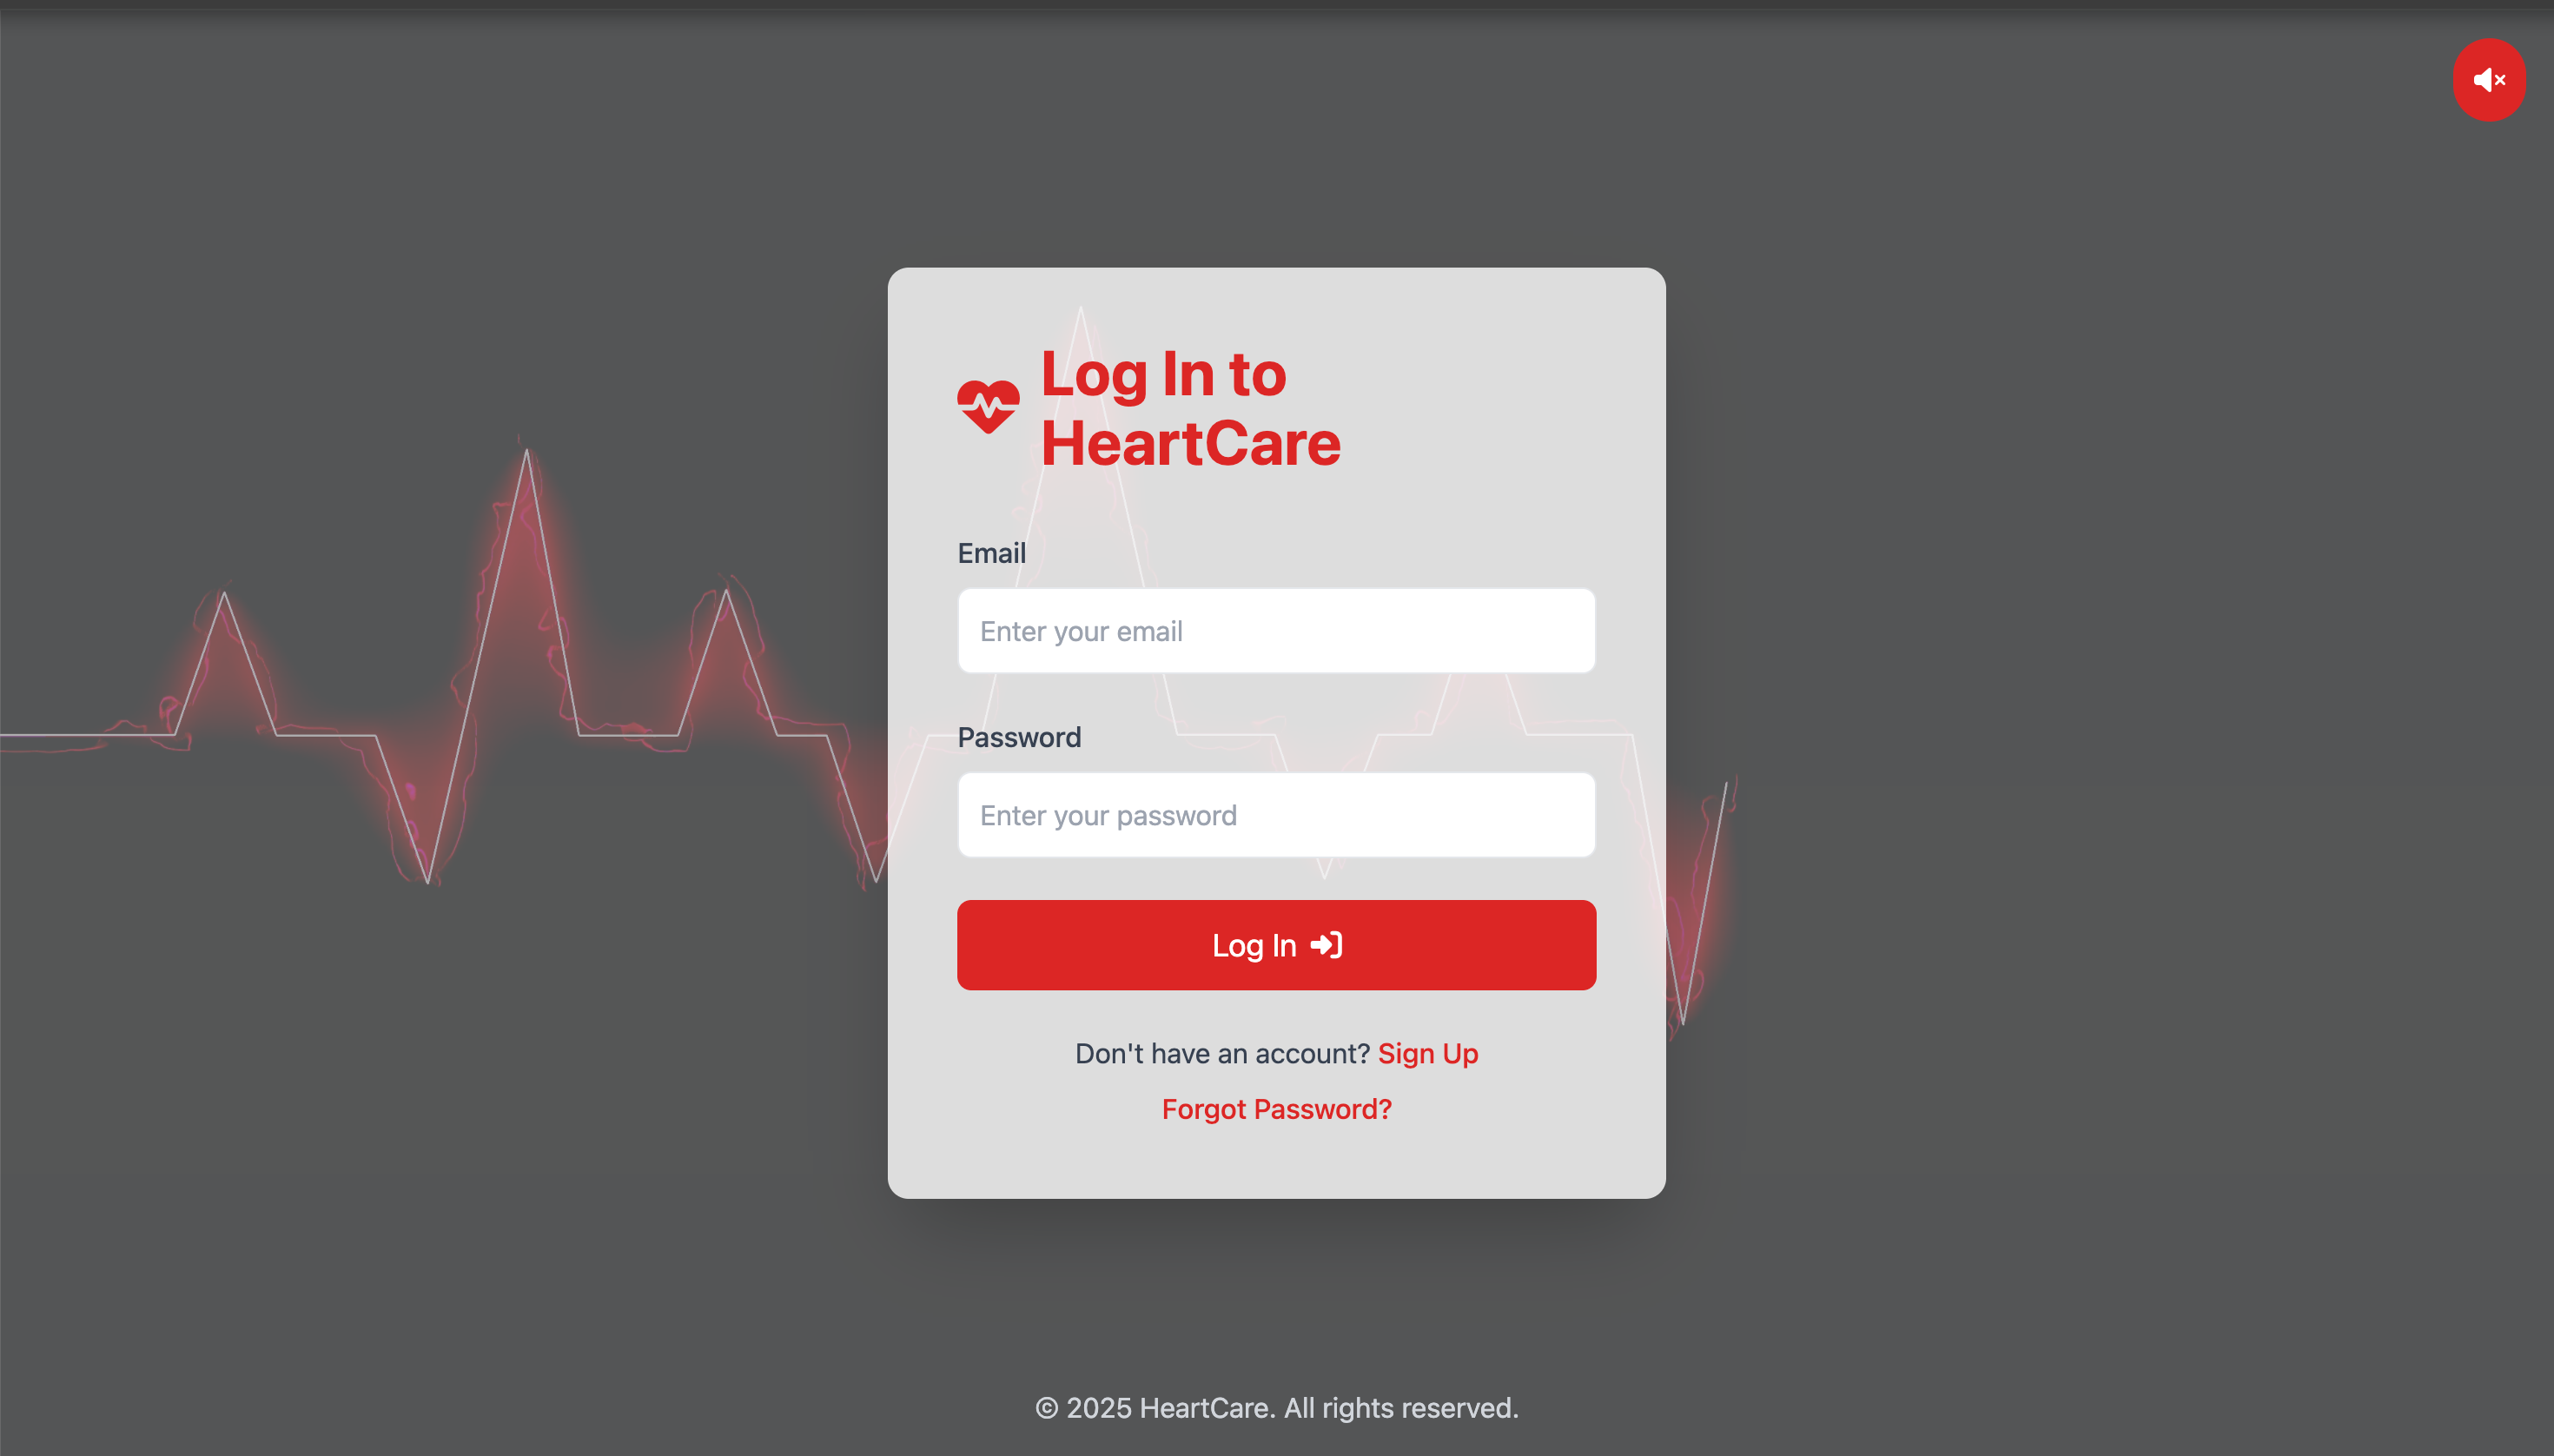 Log In to
HeartCare
Email
Enter your email
Password
Enter your password
Log In
Don't have an account? Sign Up
Forgot Password?
© 2025 HeartCare. All rights reserved.